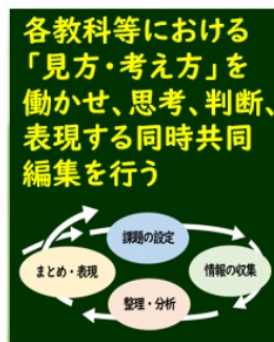 各教科等における
「見方・考え方」を
働かせ、思考、判断、
表現する同時共同
編集を行う
課題の設定
まとめ・表現
情報の収集
整理・分析